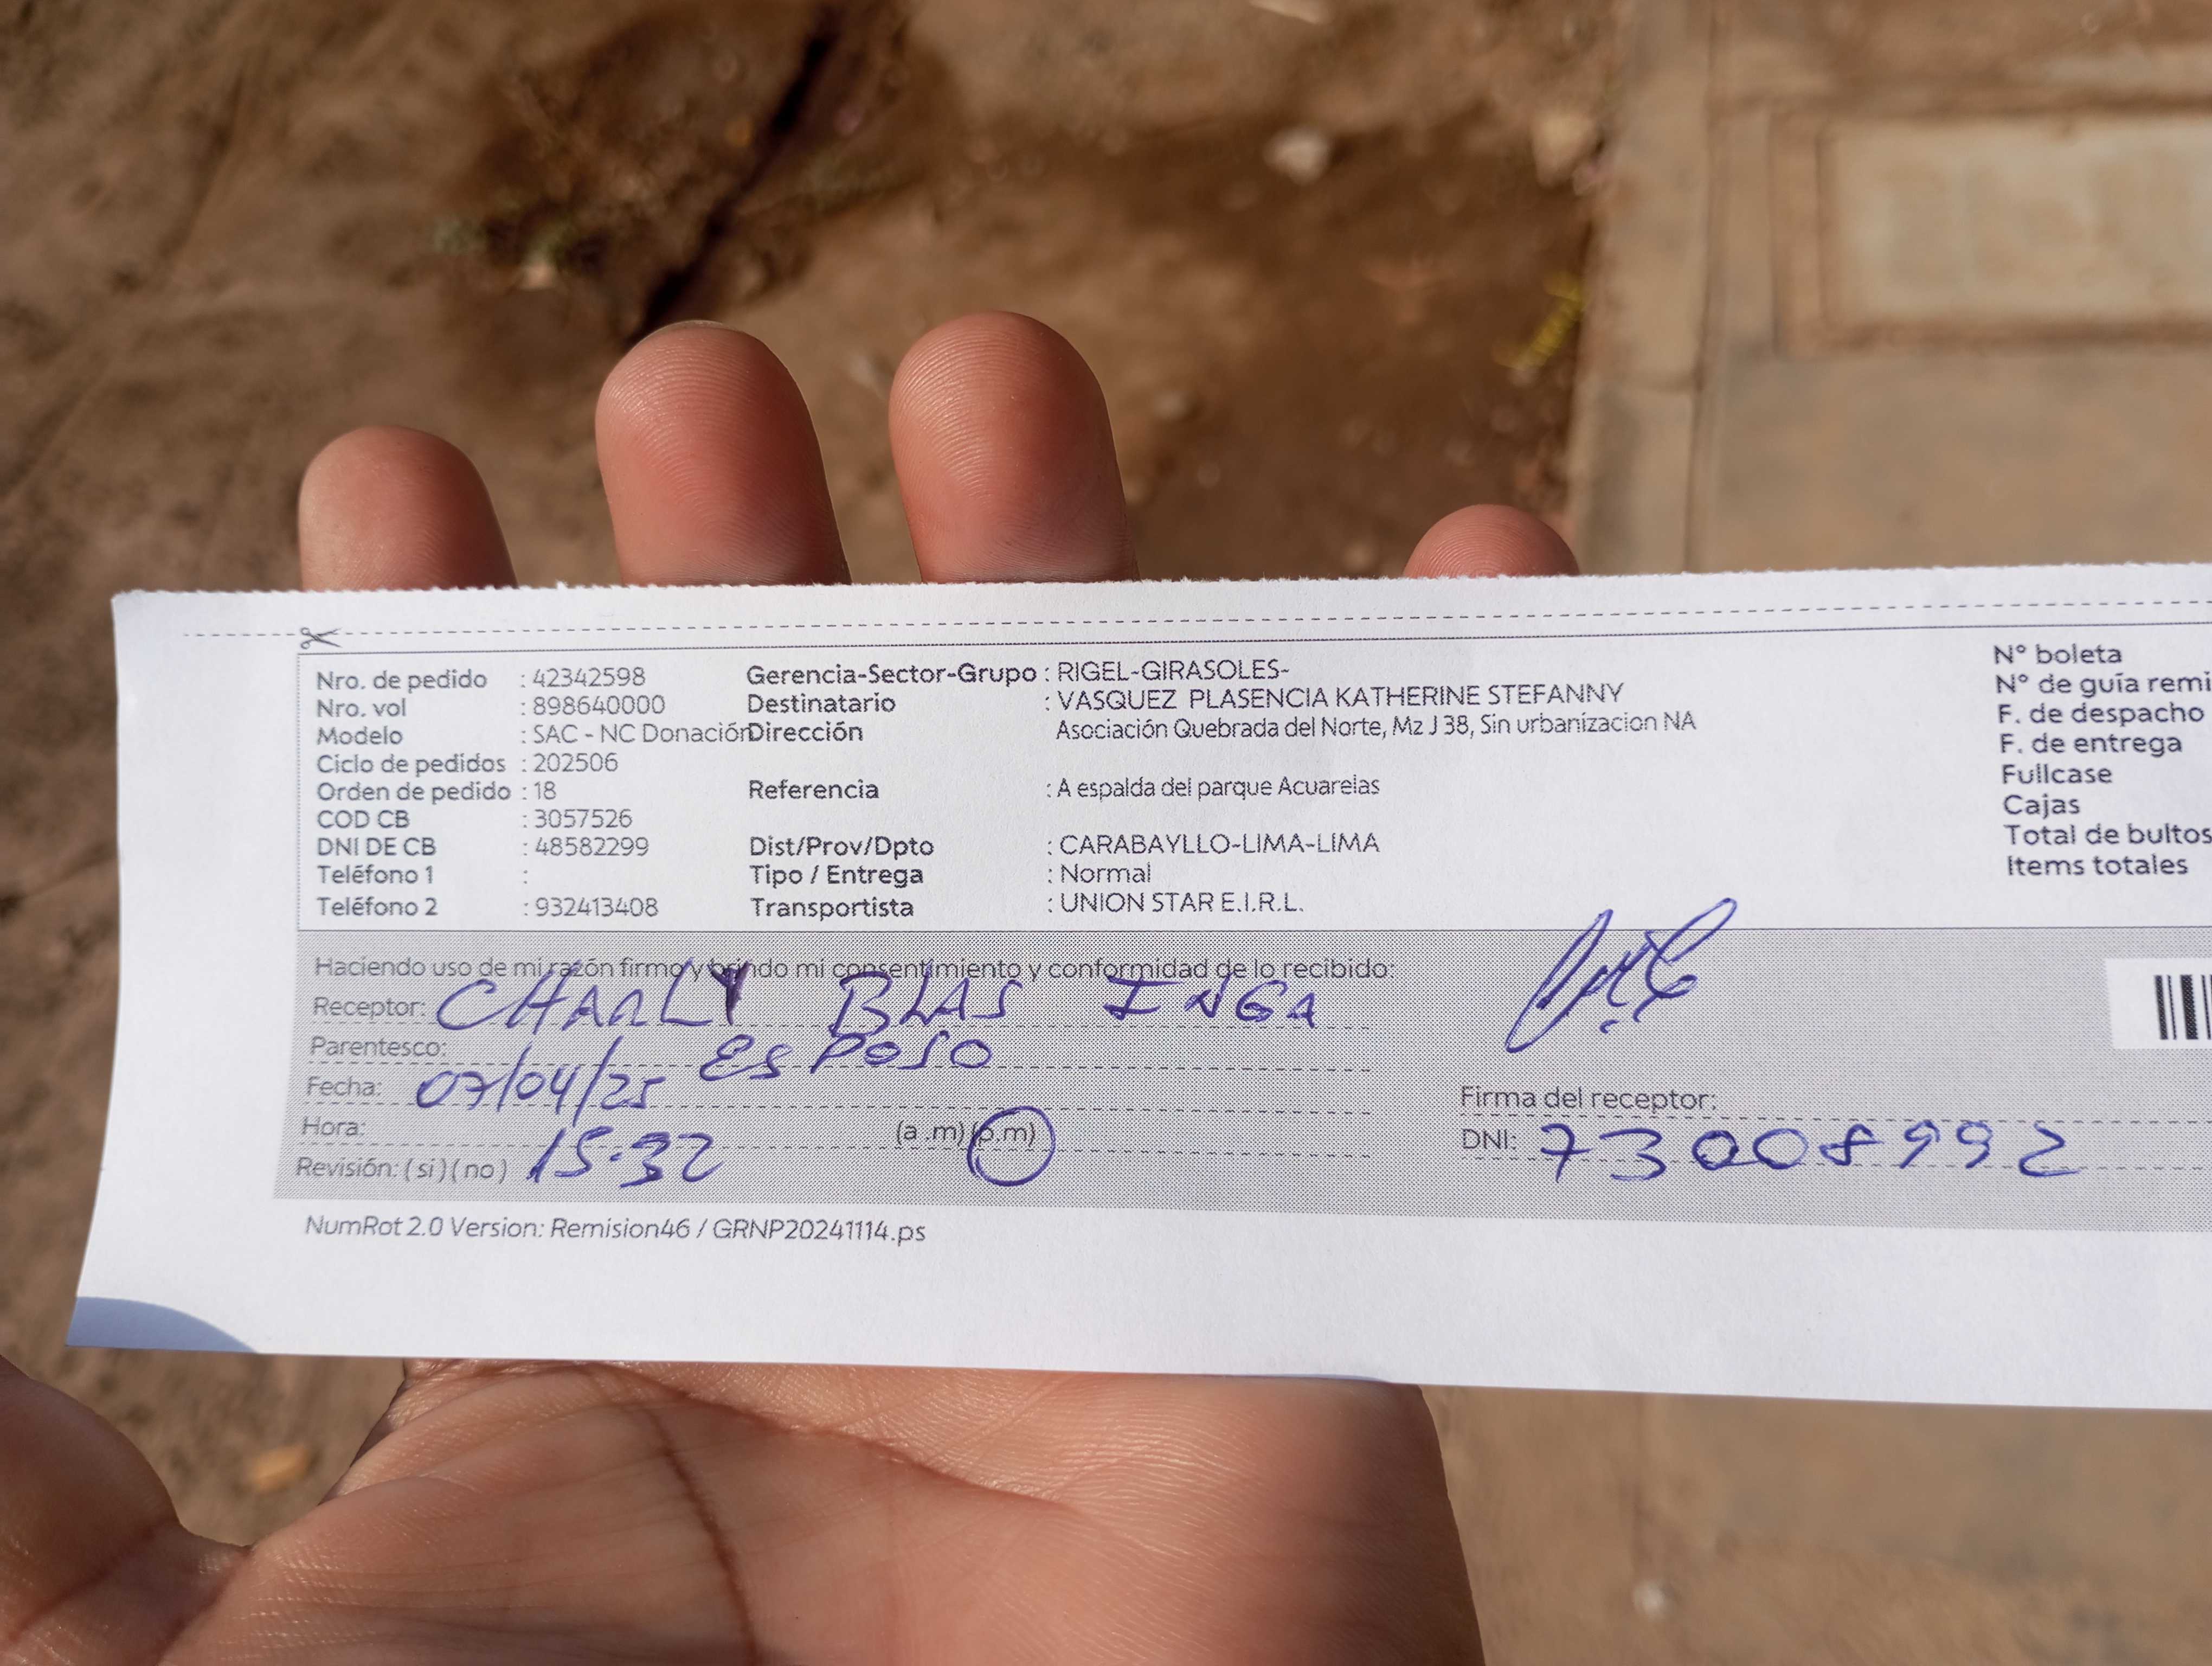 Nro. de pedido : 42342598 Gerencia-Sector-Grupo : RIGEL-GIRASOLES- N° boleta
Nro. vol : 898640000 Destinatario : VASQUEZ PLASENCIA KATHERINE STEFANNY N° de guía remi
Modelo : SAC - NC Donación Dirección Asociación Quebrada del Norte, Mz J 38, Sin urbanizacion NA F. de despacho
Ciclo de pedidos : 202506 F. de entrega
Orden de pedido : 18 Referencia : A espalda del parque Acuarelas Fullcase
COD CB : 3057526 Cajas
DNI DE CB : 48582299 Dist/Prov/Dpto : CARABAYLLO-LIMA-LIMA Total de bultos
Teléfono 1 : Tipo / Entrega : Normal Items totales
Teléfono 2 : 932413408 Transportista : UNION STAR E.I.R.L.
Haciendo uso de mi razón firmo y brindo mi consentimiento y conformidad de lo recibido:
Receptor: CHARLY BLAS INGA
Parentesco: ESPOSO
Fecha: 07/04/25 Firma del receptor:
Hora: 15:32 (a.m) (p.m) DNI: 73008992
Revisión: (si) (no)
NumRot 2.0 Version: Remision46 / GRNP20241114.ps